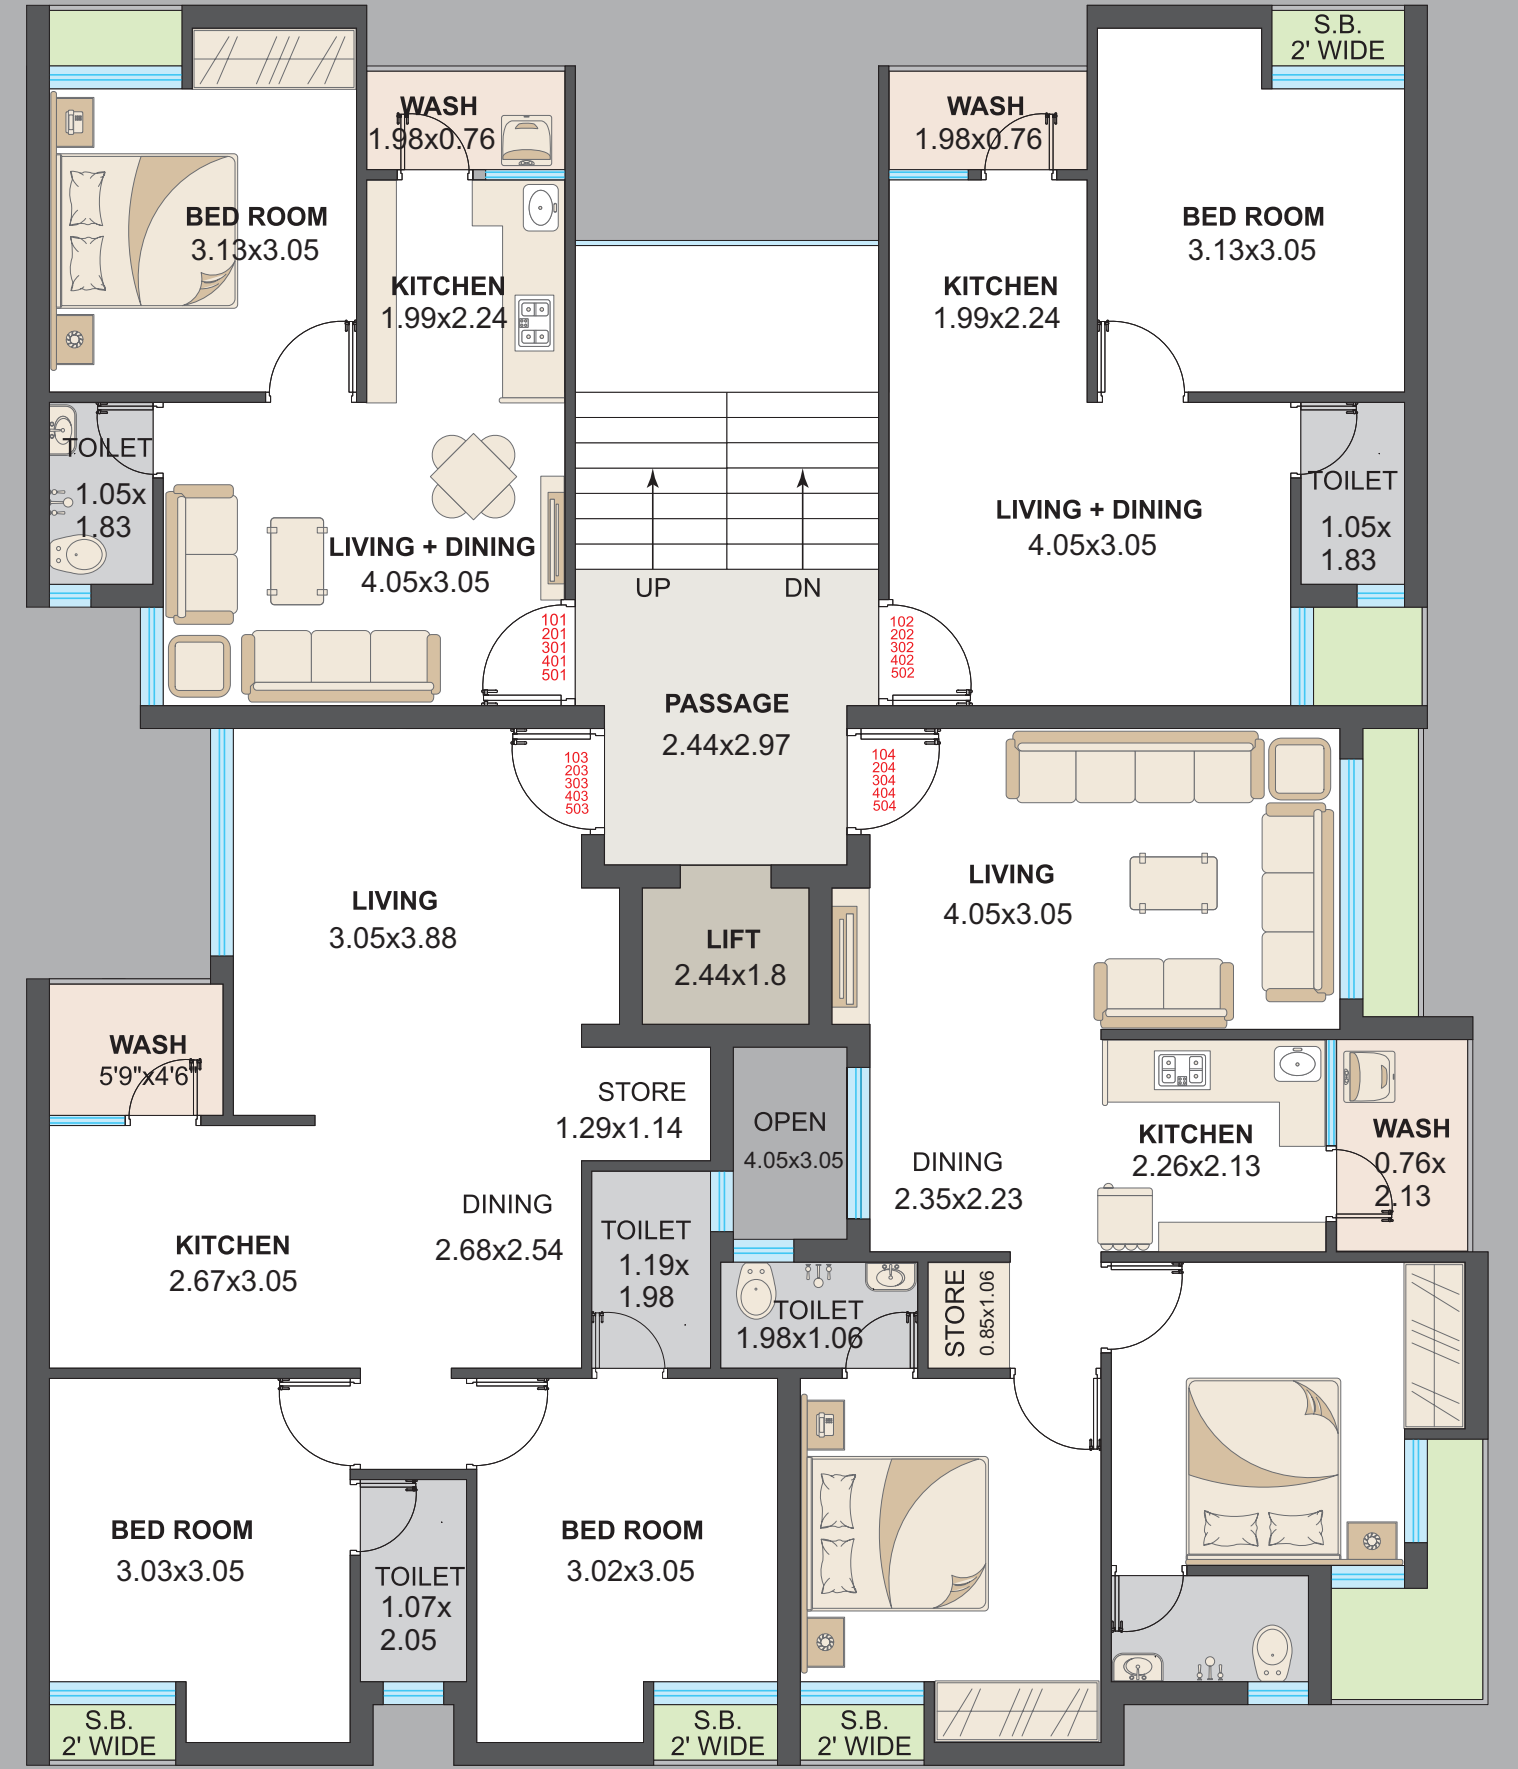 S.B.
2' WIDE
WASH
1.98x0.76
WASH
1.98x0.76
BED ROOM
3.13x3.05
BED ROOM
3.13x3.05
KITCHEN
1.99x2.24
KITCHEN
1.99x2.24
TOILET
1.05x
1.83
LIVING + DINING
4.05x3.05
LIVING + DINING
4.05x3.05
TOILET
1.05x
1.83
UP
DN
101
201
301
401
501
102
202
302
402
502
PASSAGE
2.44x2.97
103
203
303
403
503
104
204
304
404
504
LIVING
3.05x3.88
LIFT
2.44x1.8
LIVING
4.05x3.05
WASH
5'9"x4'6"
STORE
1.29x1.14
OPEN
4.05x3.05
DINING
2.35x2.23
KITCHEN
2.26x2.13
WASH
0.76x
2.13
KITCHEN
2.67x3.05
DINING
2.68x2.54
TOILET
1.19x
1.98
TOILET
1.98x1.06
STORE
0.85x1.06
BED ROOM
3.03x3.05
TOILET
1.07x
2.05
BED ROOM
3.02x3.05
S.B.
2' WIDE
S.B.
2' WIDE
S.B.
2' WIDE